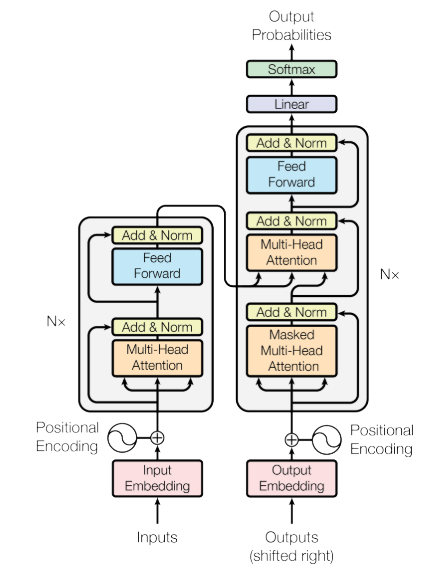 Output
Probabilities
Softmax
Linear
Add & Norm
Feed
Forward
Add & Norm
Multi-Head
Attention
Add & Norm
Masked
Multi-Head
Attention
Nx
Add & Norm
Feed
Forward
Add & Norm
Multi-Head
Attention
Nx
Positional
Encoding
Positional
Encoding
Input
Embedding
Output
Embedding
Inputs
Outputs
(shifted right)